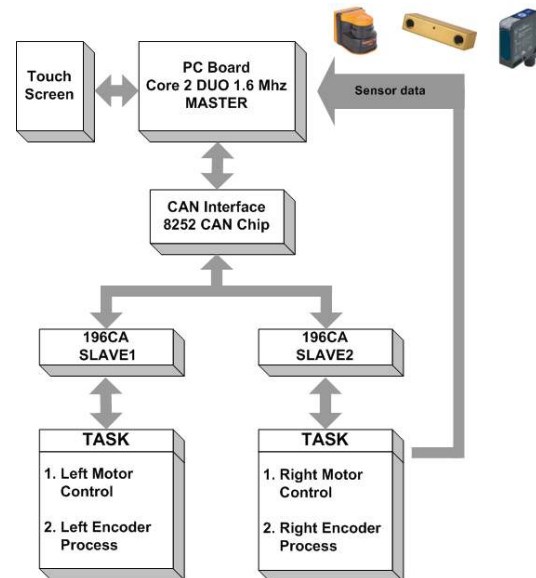 Touch
Screen
PC Board
Core 2 DUO 1.6 Mhz
MASTER
Sensor data
CAN Interface
8252 CAN Chip
196CA
SLAVE1
196CA
SLAVE2
TASK
1. Left Motor
Control
2. Left Encoder
Process
TASK
1. Right Motor
Control
2. Right Encoder
Process